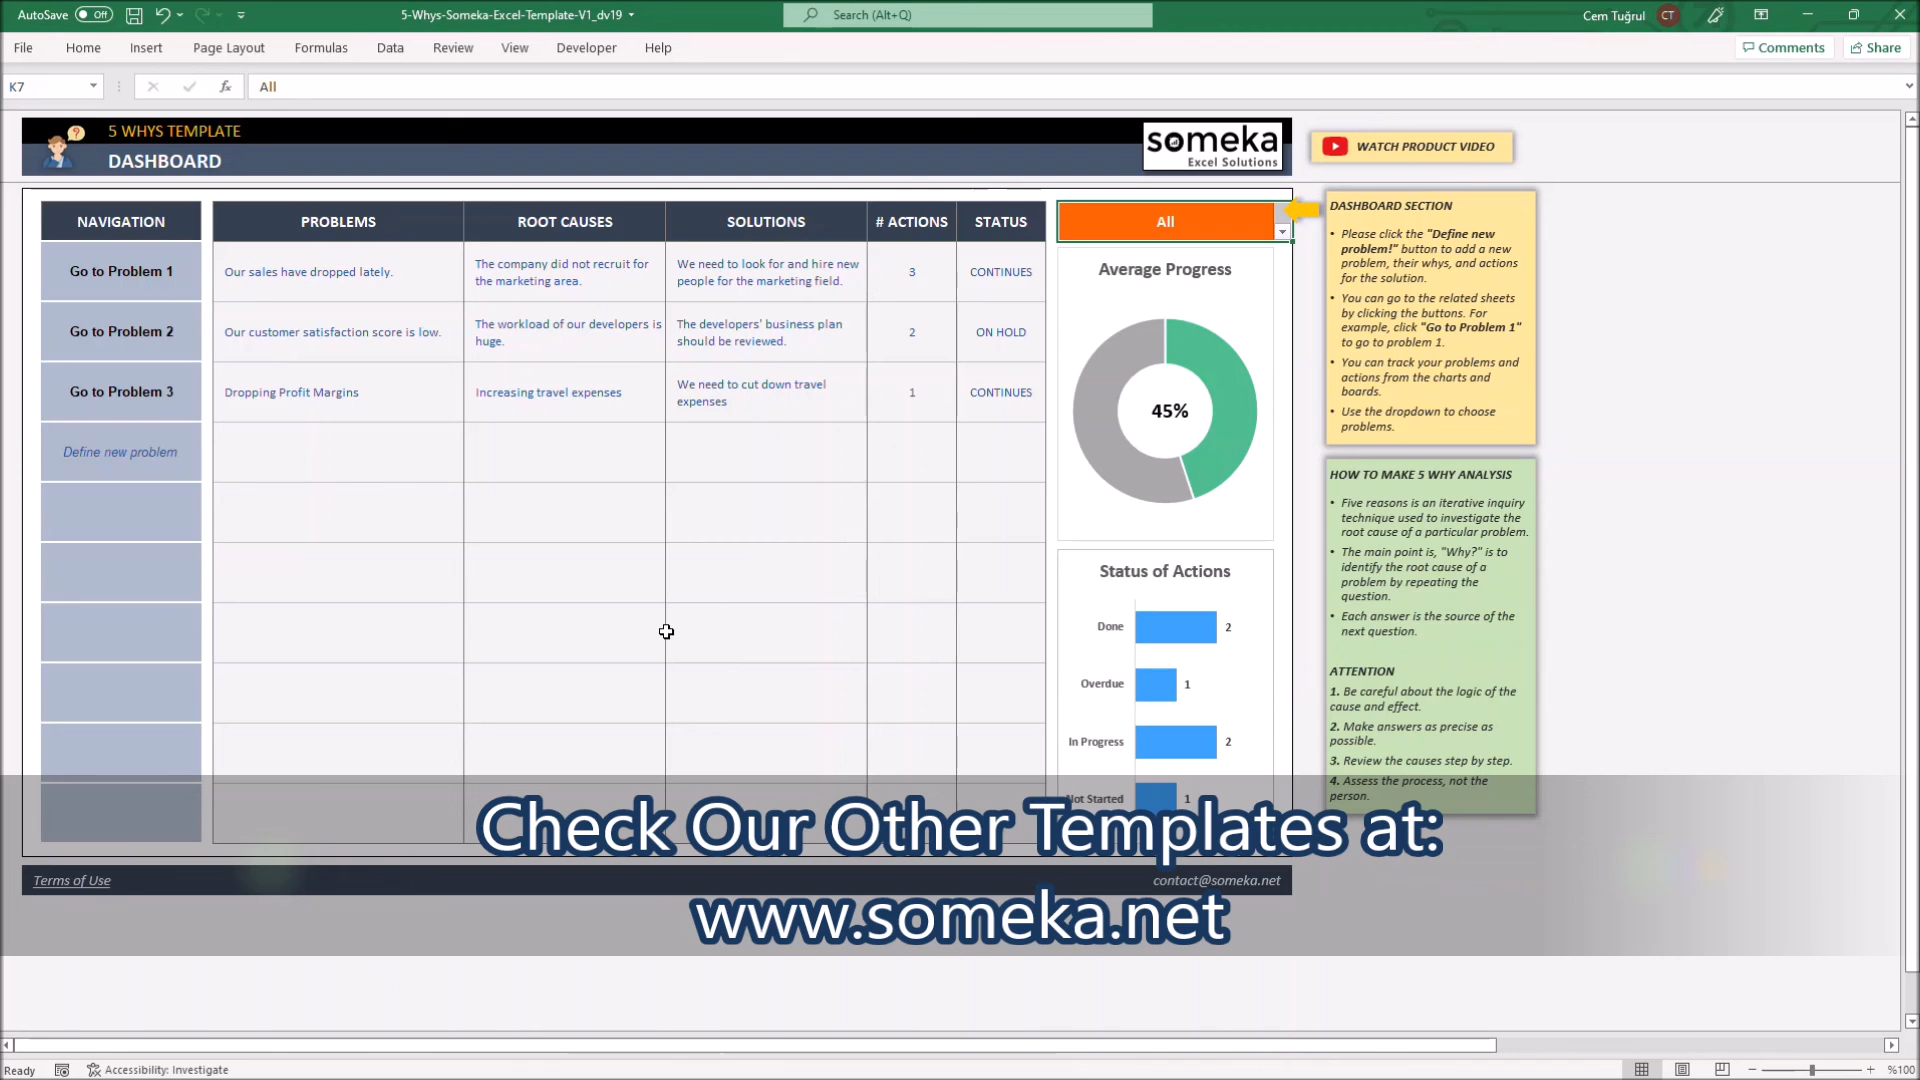 AutoSave Off
5-Whys-Someka-Excel-Template-V1_dv19
Search (Alt+Q)
Cem Tuğrul CT
File Home Insert Page Layout Formulas Data Review View Developer Help
Comments Share
K7
fx
All
5 WHYS TEMPLATE
DASHBOARD
someka
Excel Solutions
WATCH PRODUCT VIDEO
NAVIGATION PROBLEMS ROOT CAUSES SOLUTIONS # ACTIONS STATUS
Go to Problem 1
Our sales have dropped lately.
The company did not recruit for
the marketing area.
We need to look for and hire new
people for the marketing field.
3
CONTINUES
Go to Problem 2
Our customer satisfaction score is low.
The workload of our developers is
huge.
The developers' business plan
should be reviewed.
2
ON HOLD
Go to Problem 3
Dropping Profit Margins
Increasing travel expenses
We need to cut down travel
expenses
1
CONTINUES
Define new problem
All
Average Progress
45%
Status of Actions
Done 2
Overdue 1
In Progress 2
Not Started 1
DASHBOARD SECTION
• Please click the "Define new
problem!" button to add a new
problem, their whys, and actions
for the solution.
• You can go to the related sheets
by clicking the buttons. For
example, click "Go to Problem 1"
to go to problem 1.
• You can track your problems and
actions from the charts and
boards.
• Use the dropdown to choose
problems.
HOW TO MAKE 5 WHY ANALYSIS
• Five reasons is an iterative inquiry
technique used to investigate the
root cause of a particular problem.
• The main point is, "Why?" is to
identify the root cause of a
problem by repeating the
question.
• Each answer is the source of the
next question.
ATTENTION
1. Be careful about the logic of the
cause and effect.
2. Make answers as precise as
possible.
3. Review the causes step by step.
4. Assess the process, not the
person.
Check Our Other Templates at:
www.someka.net
Terms of Use
contact@someka.net
Ready
Accessibility: Investigate
%100